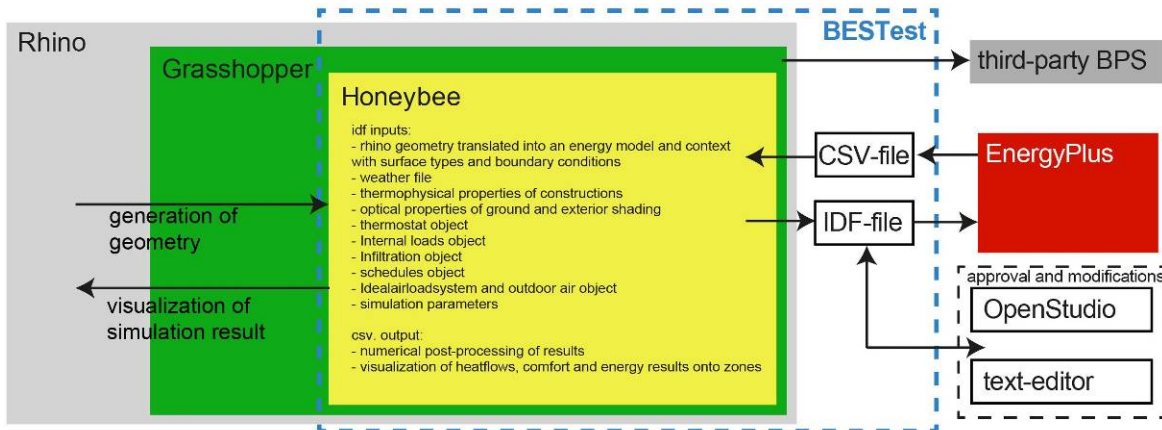 Rhino
Grasshopper
BESTest
Honeybee
idf inputs:
- rhino geometry translated into an energy model and context
with surface types and boundary conditions
- weather file
- thermophysical properties of constructions
- optical properties of ground and exterior shading
- thermostat object
- Internal loads object
- Infiltration object
- schedules object
- Idealairloadsystem and outdoor air object
- simulation parameters
csv. output:
- numerical post-processing of results
- visualization of heatflows, comfort and energy results onto zones
generation of
geometry
visualization of
simulation result
CSV-file
IDF-file
third-party BPS
EnergyPlus
approval and modifications
OpenStudio
text-editor